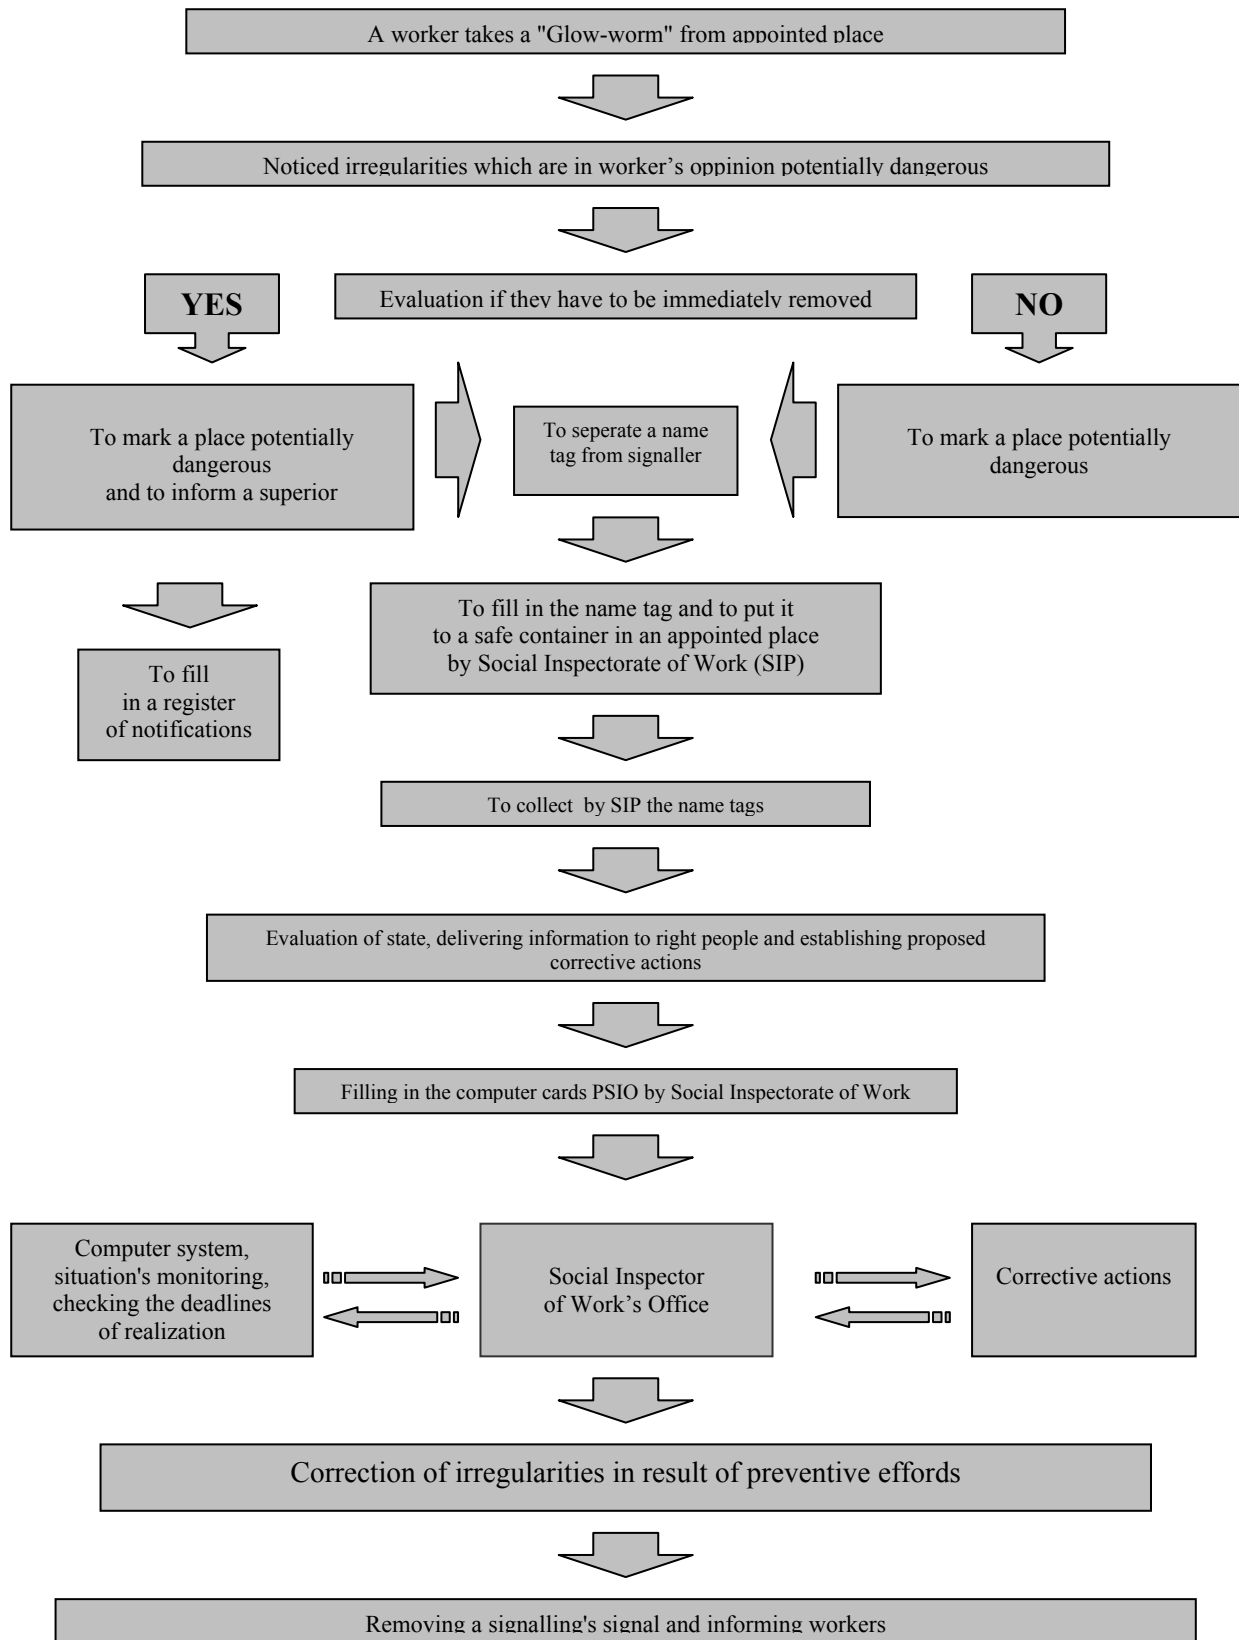 A worker takes a "Glow-worm" from appointed place
Noticed irregularities which are in worker's oppinion potentially dangerous
YES
Evaluation if they have to be immediately removed
NO
To mark a place potentially
dangerous
and to inform a superior
To seperate a name
tag from signaller
To mark a place potentially
dangerous
To fill in the name tag and to put it
to a safe container in an appointed place
by Social Inspectorate of Work (SIP)
To fill
in a register
of notifications
To collect by SIP the name tags
Evaluation of state, delivering information to right people and establishing proposed
corrective actions
Filling in the computer cards PSIO by Social Inspectorate of Work
Computer system,
situation's monitoring,
checking the deadlines
of realization
Social Inspector
of Work's Office
Corrective actions
Correction of irregularities in result of preventive effords
Removing a signalling's signal and informing workers